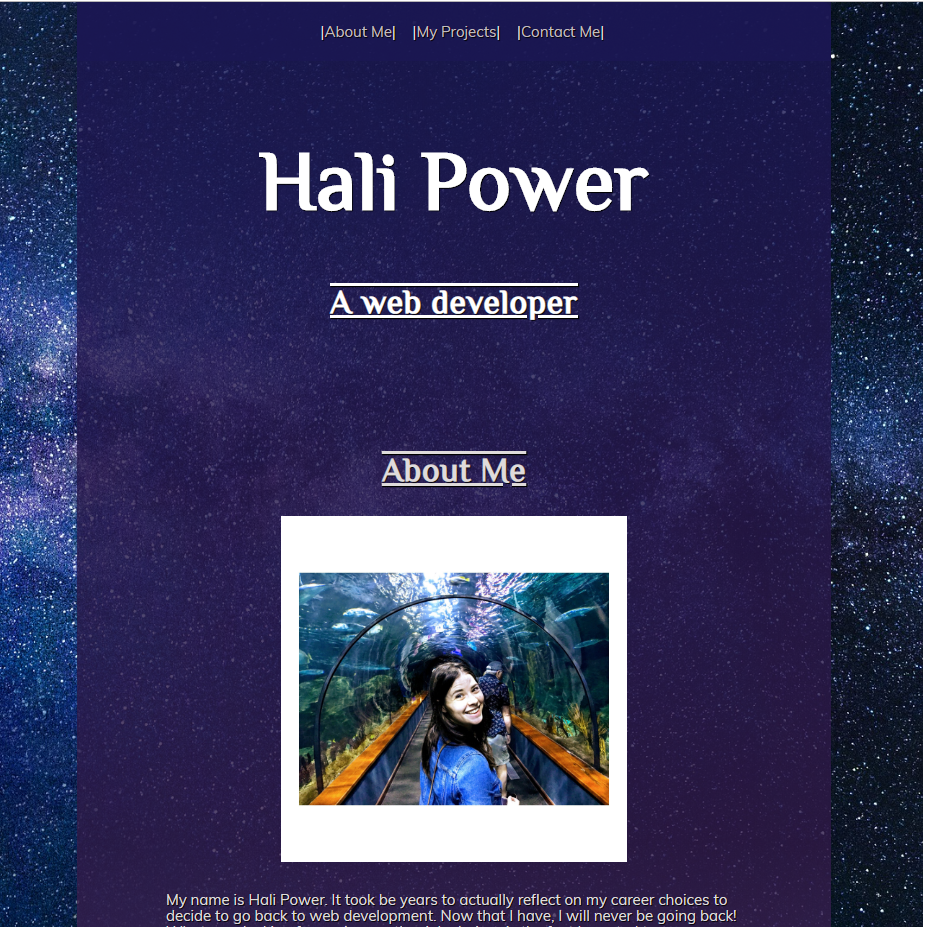 |About Me| |My Projects| |Contact Me|
Hali Power
A web developer
About Me
My name is Hali Power. It took be years to actually reflect on my career choices to
decide to go back to web development. Now that I have, I will never be going back!